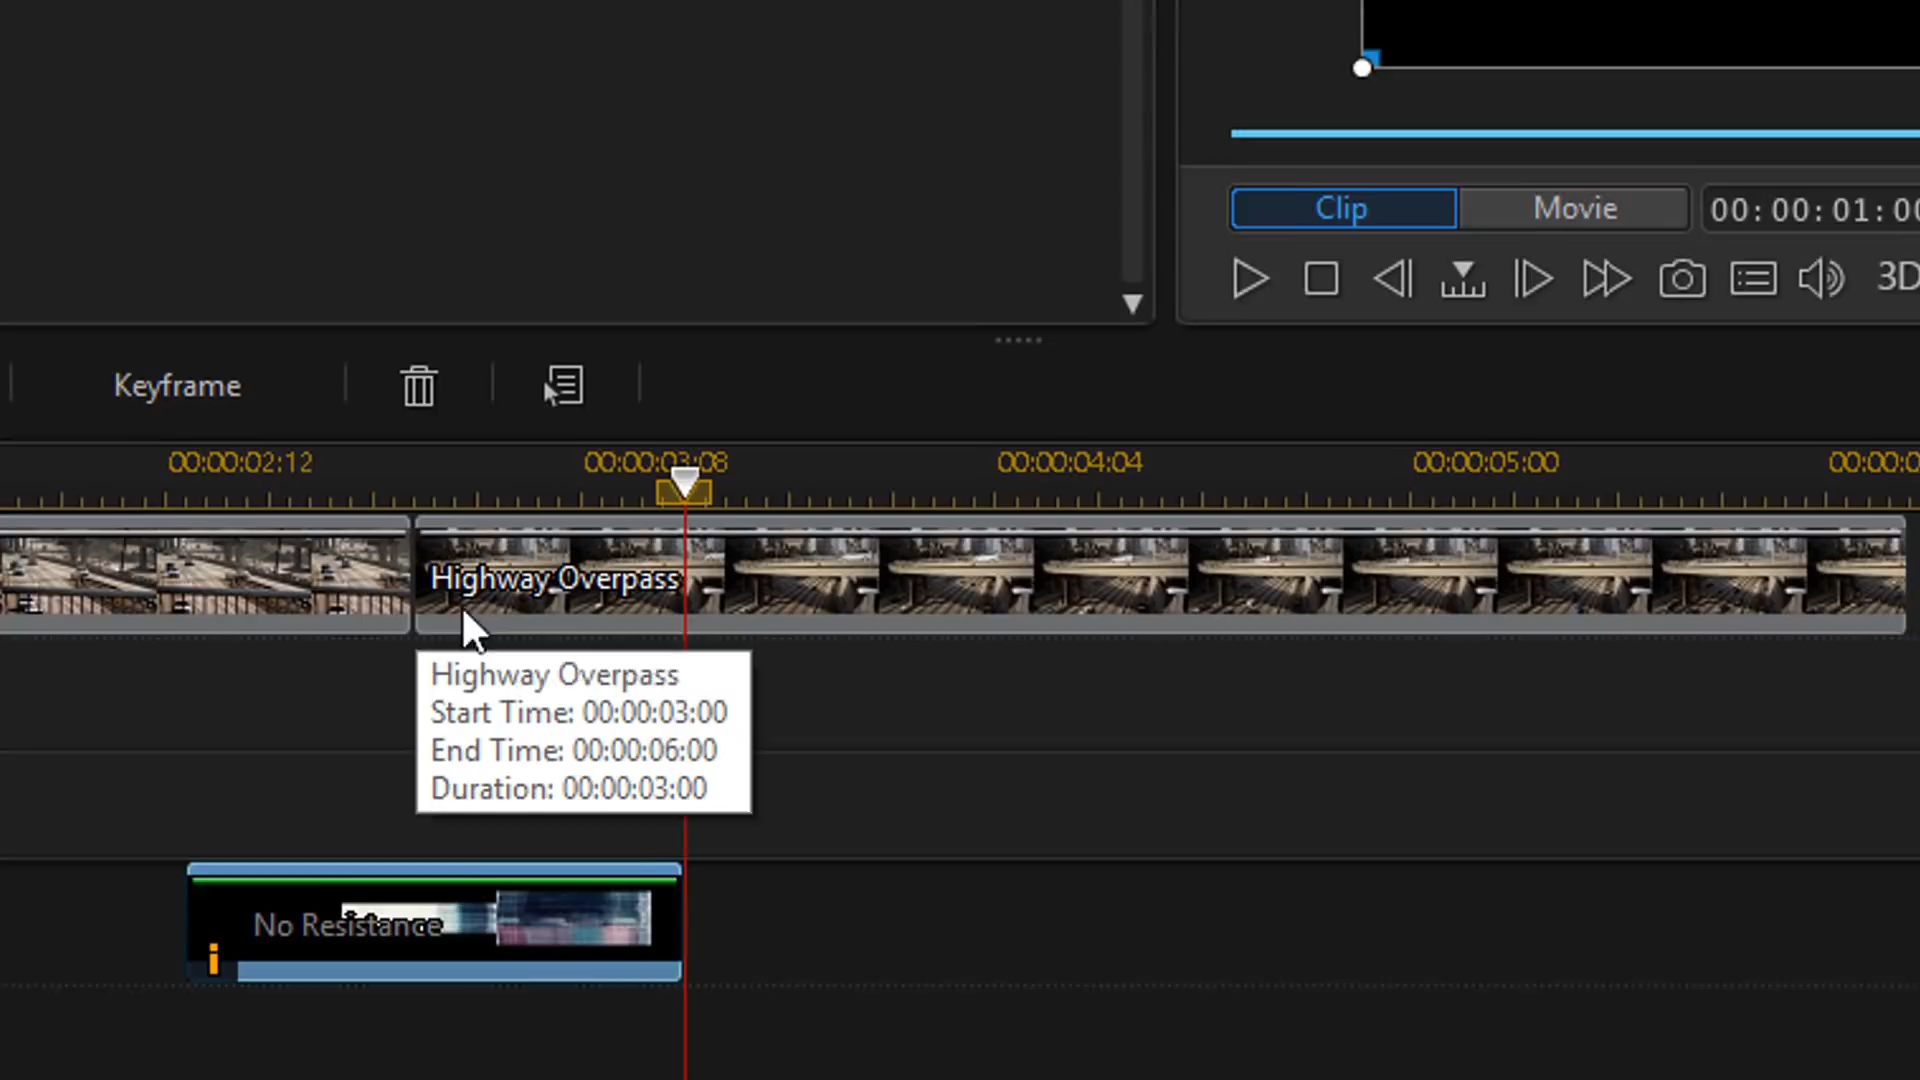 Clip
Movie
00:00:01:00
3D
Keyframe
00:00:02:12
00:00:03:08
00:00:04:04
00:00:05:00
00:00:0
Highway Overpass
Highway Overpass
Start Time: 00:00:03:00
End Time: 00:00:06:00
Duration: 00:00:03:00
No Resistance
i